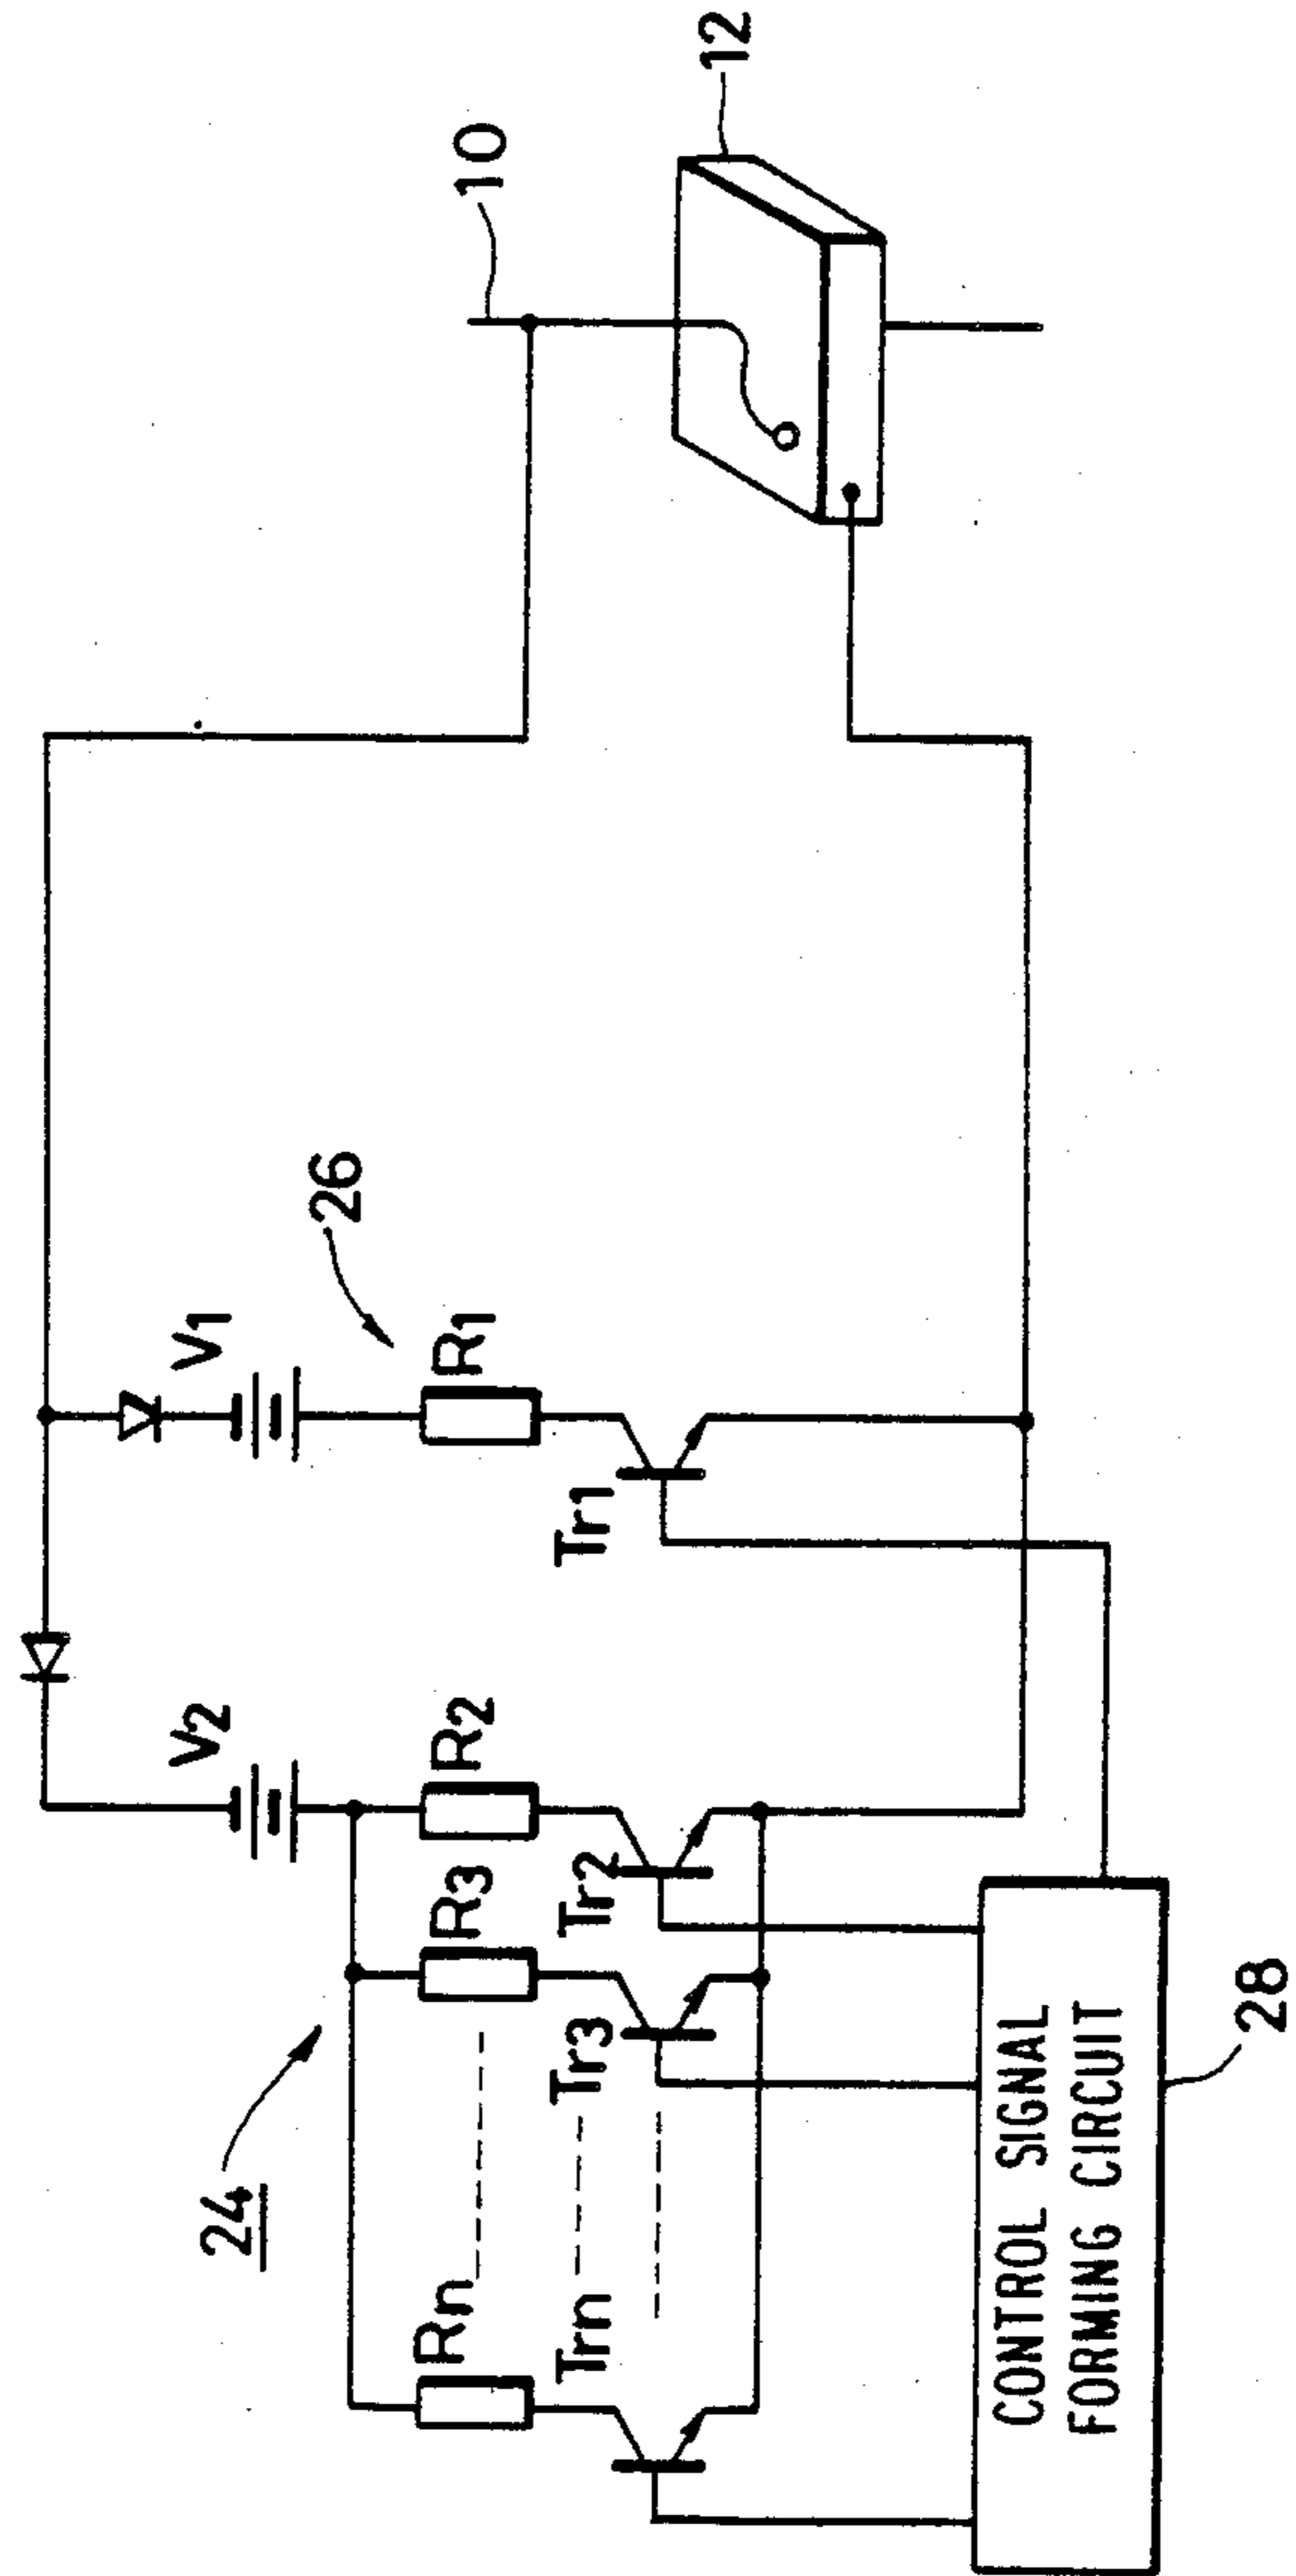 10
12
V1
26
R1
Tr1
V2
R2
Tr2
R3
Tr3
24
Rn
Trn
CONTROL SIGNAL
FORMING CIRCUIT
28